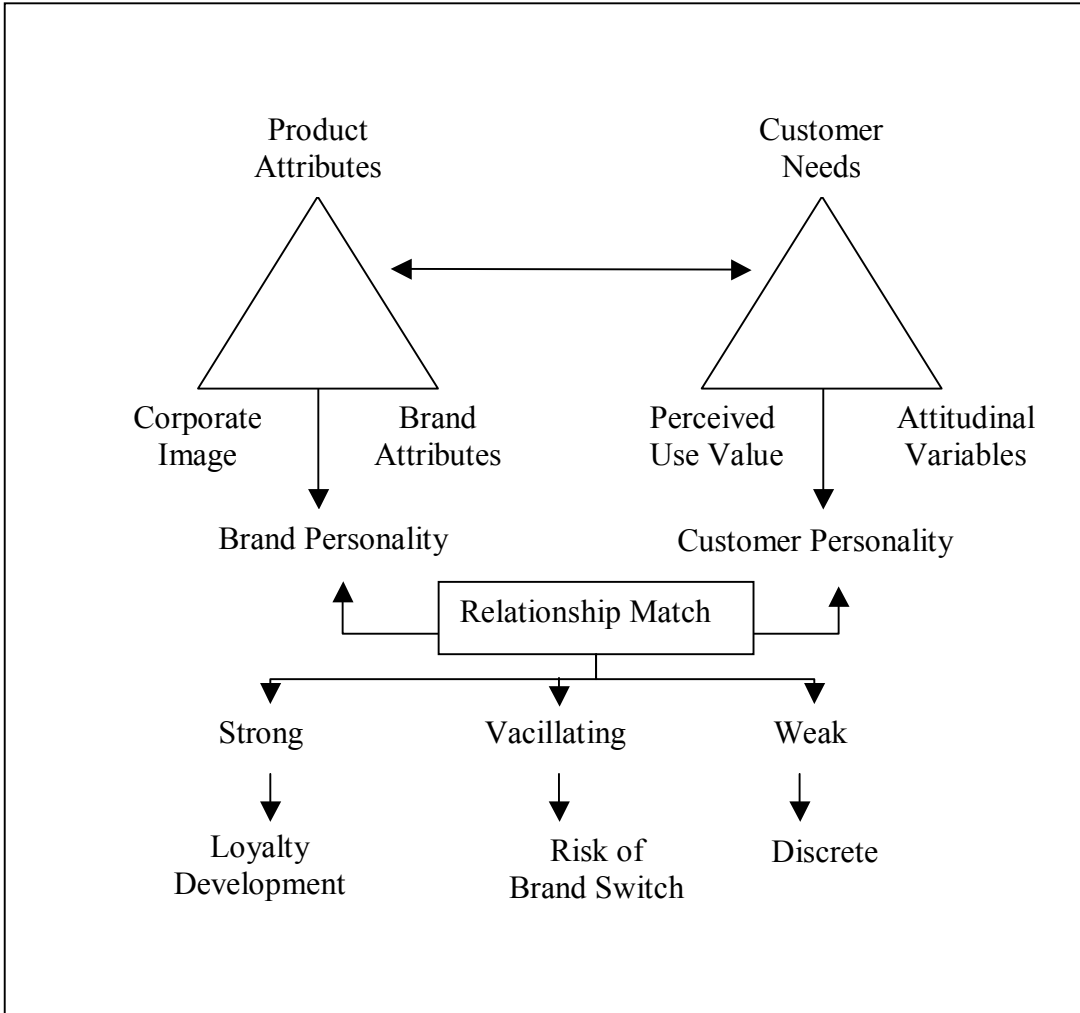 Product
Attributes
Customer
Needs
Corporate
Image
Brand
Attributes
Perceived
Use Value
Attitudinal
Variables
Brand Personality
Customer Personality
Relationship Match
Strong
Vacillating
Weak
Loyalty
Development
Risk of
Brand Switch
Discrete